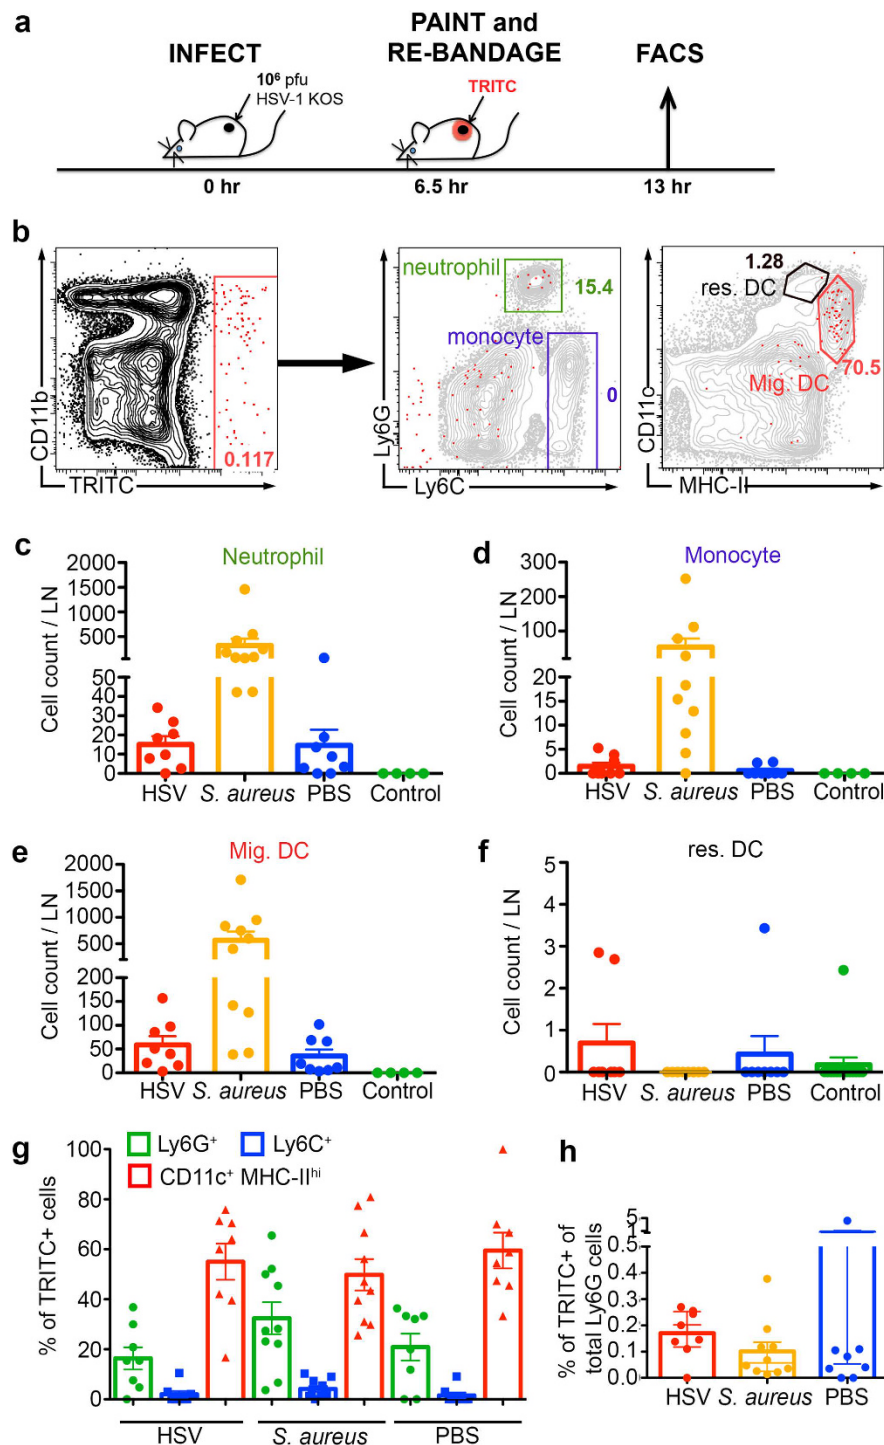 a
INFECT
PAINT and
RE-BANDAGE
FACS
10⁶ pfu
HSV-1 KOS
TRITC
0 hr
6.5 hr
13 hr
b
CD11b
TRITC
0.117
neutrophil
15.4
monocyte
0
Ly6G
Ly6C
1.28
res. DC
70.5
Mig. DC
CD11c
MHC-II
c
Neutrophil
Cell count / LN
2000
1500
1000
500
50
40
30
20
10
0
HSV
S. aureus
PBS
Control
d
Monocyte
Cell count / LN
300
200
100
20
15
10
5
0
HSV
S. aureus
PBS
Control
e
Mig. DC
Cell count / LN
2000
1500
1000
500
200
150
100
50
0
HSV
S. aureus
PBS
Control
f
res. DC
Cell count / LN
5
4
3
2
1
0
HSV
S. aureus
PBS
Control
g
Ly6G⁺
Ly6C⁺
CD11c⁺ MHC-IIʰⁱ
% of TRITC+ cells
100
80
60
40
20
0
HSV
S. aureus
PBS
h
% of TRITC+ of
total Ly6G cells
5
1
0.5
0.4
0.3
0.2
0.1
0.0
HSV
S. aureus
PBS